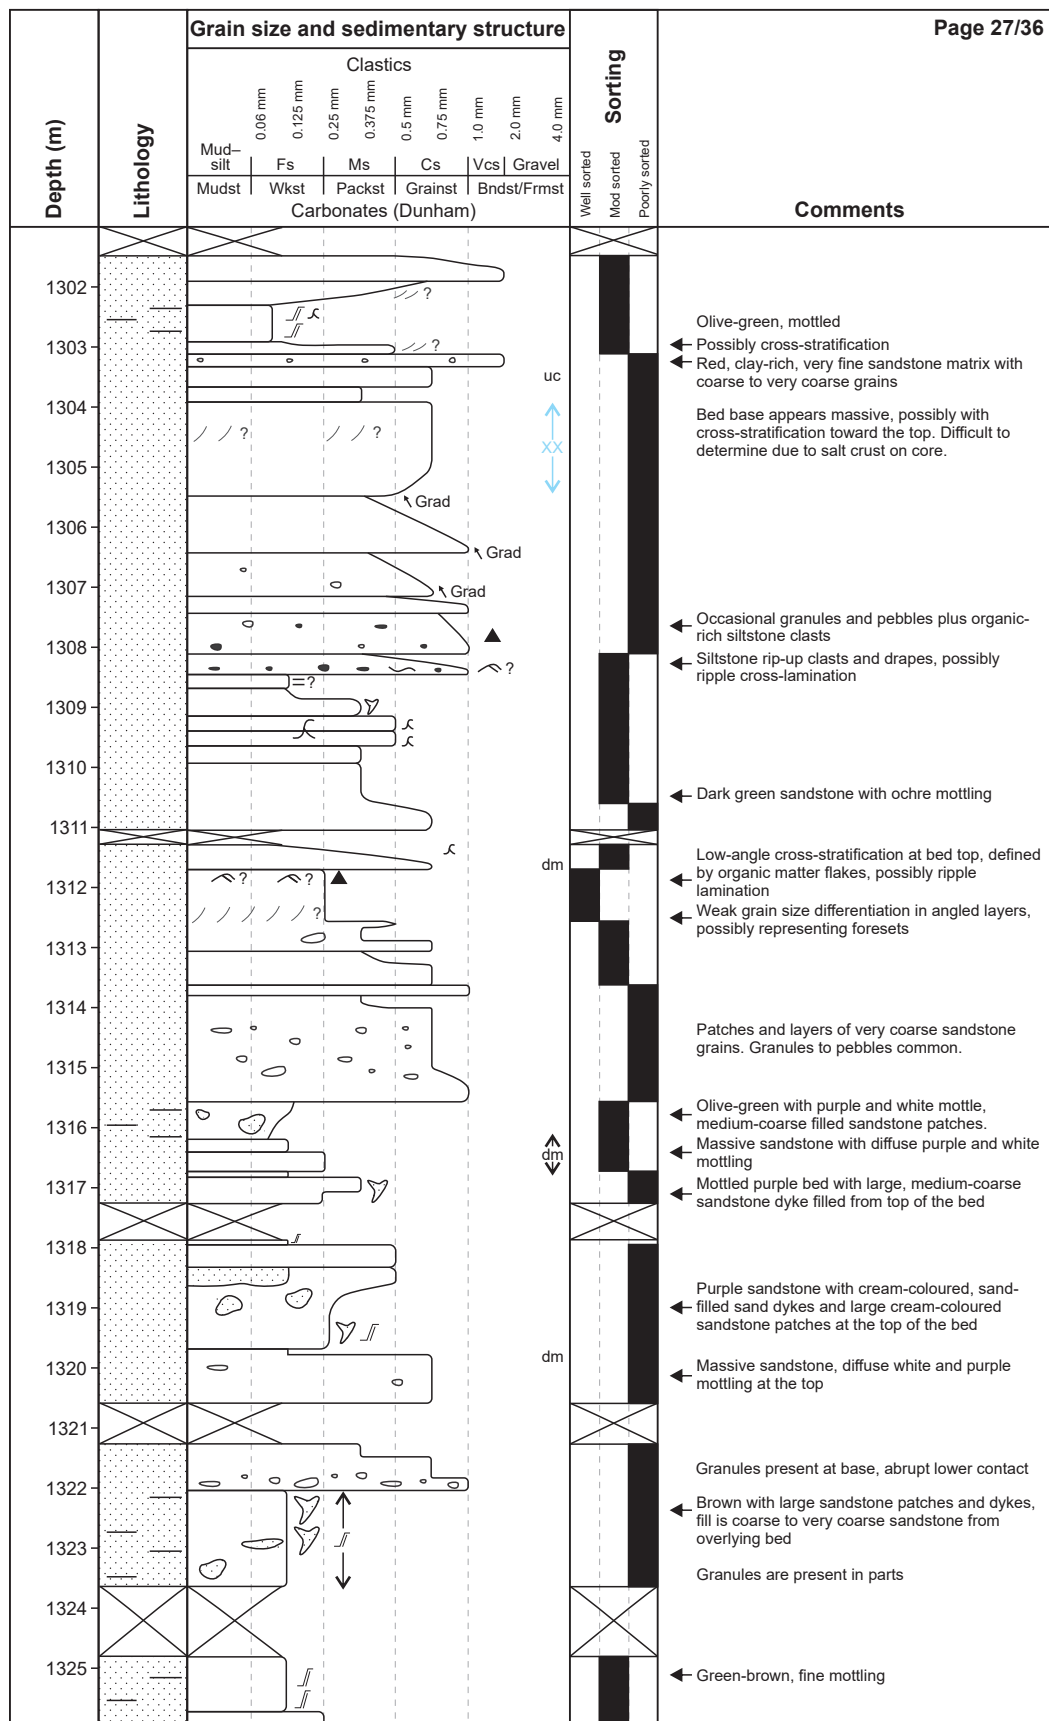 Grain size and sedimentary structure
Page 27/36
Depth (m)
Lithology
Clastics
0.06 mm
0.125 mm
0.25 mm
0.375 mm
0.5 mm
0.75 mm
1.0 mm
2.0 mm
4.0 mm
Mud–
silt
Fs
Ms
Cs
Vcs
Gravel
Mudst
Wkst
Packst
Grainst
Bndst/Frmst
Carbonates (Dunham)
Sorting
Well sorted
Mod sorted
Poorly sorted
Comments
1302
?
Olive-green, mottled
1303
?
Possibly cross-stratification
Red, clay-rich, very fine sandstone matrix with
coarse to very coarse grains
uc
1304
Bed base appears massive, possibly with
cross-stratification toward the top. Difficult to
determine due to salt crust on core.
? ?
XX
1305
Grad
1306
Grad
1307
Grad
Occasional granules and pebbles plus organic-
rich siltstone clasts
1308
Siltstone rip-up clasts and drapes, possibly
ripple cross-lamination
?
=?
1309
1310
Dark green sandstone with ochre mottling
1311
dm
Low-angle cross-stratification at bed top, defined
by organic matter flakes, possibly ripple
lamination
? ?
1312
?
Weak grain size differentiation in angled layers,
possibly representing foresets
1313
1314
Patches and layers of very coarse sandstone
grains. Granules to pebbles common.
1315
Olive-green with purple and white mottle,
medium-coarse filled sandstone patches.
1316
dm
Massive sandstone with diffuse purple and white
mottling
1317
Mottled purple bed with large, medium-coarse
sandstone dyke filled from top of the bed
1318
Purple sandstone with cream-coloured, sand-
filled sand dykes and large cream-coloured
sandstone patches at the top of the bed
1319
dm
1320
Massive sandstone, diffuse white and purple
mottling at the top
1321
Granules present at base, abrupt lower contact
1322
Brown with large sandstone patches and dykes,
fill is coarse to very coarse sandstone from
overlying bed
1323
Granules are present in parts
1324
1325
Green-brown, fine mottling